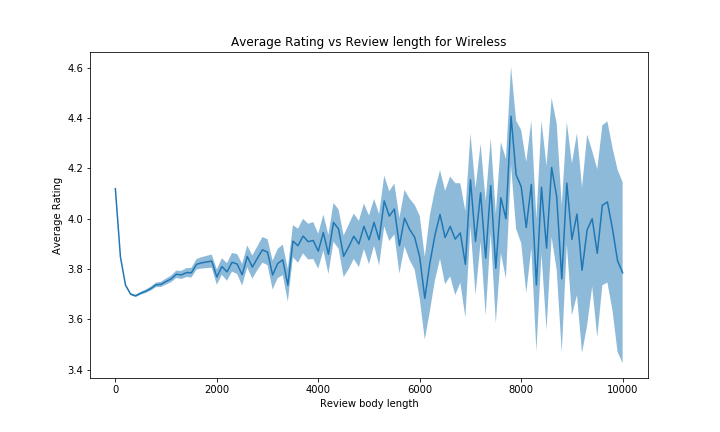 Average Rating vs Review length for Wireless
Average Rating
4.6
4.4
4.2
4.0
3.8
3.6
3.4
0 2000 4000 6000 8000 10000
Review body length